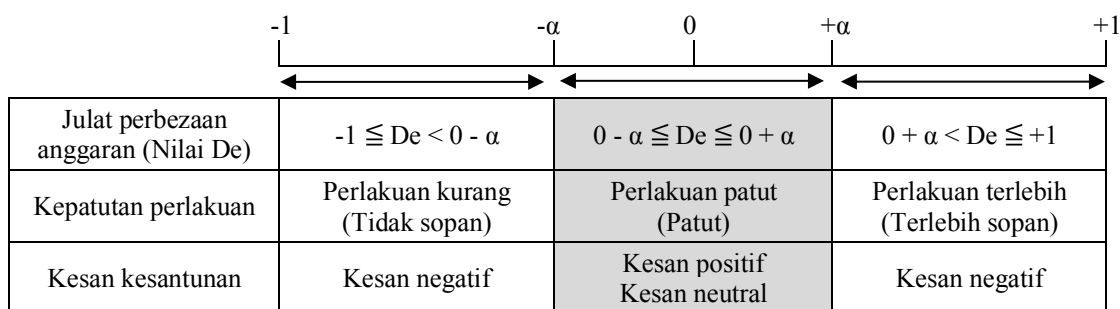 -1 -α 0 +α +1
Julat perbezaan
anggaran (Nilai De)
-1 ≦ De < 0 - α
0 - α ≦ De ≦ 0 + α
0 + α < De ≦ +1
Kepatutan perlakuan
Perlakuan kurang
(Tidak sopan)
Perlakuan patut
(Patut)
Perlakuan terlebih
(Terlebih sopan)
Kesan kesantunan
Kesan negatif
Kesan positif
Kesan neutral
Kesan negatif